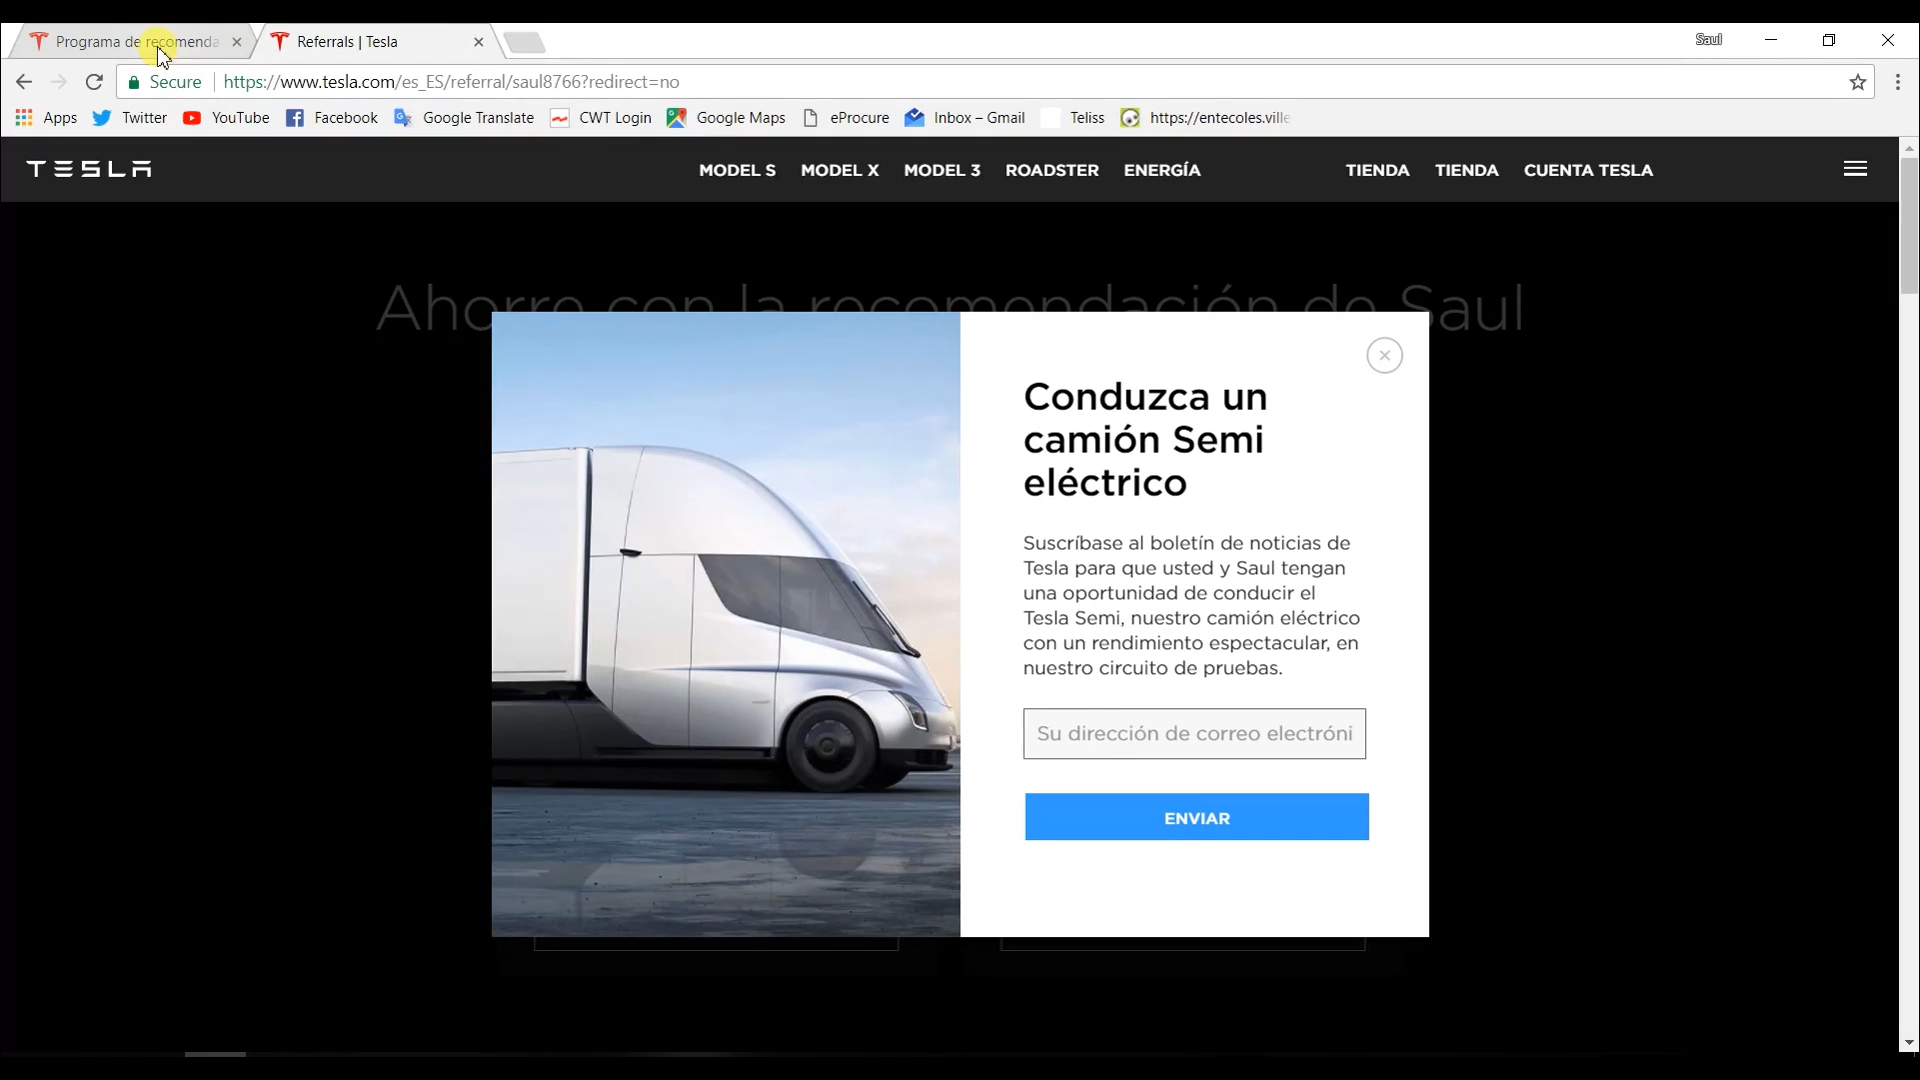 Programa de recomenda
Referrals | Tesla
Saul
Secure
https://www.tesla.com/es_ES/referral/saul8766?redirect=no
Apps Twitter YouTube Facebook Google Translate CWT Login Google Maps eProcure Inbox – Gmail Teliss https://entecoles.ville
TESLA
MODEL S MODEL X MODEL 3 ROADSTER ENERGÍA TIENDA TIENDA CUENTA TESLA
Ahorre con la recomendación de Saul
Conduzca un
camión Semi
eléctrico
Suscríbase al boletín de noticias de
Tesla para que usted y Saul tengan
una oportunidad de conducir el
Tesla Semi, nuestro camión eléctrico
con un rendimiento espectacular, en
nuestro circuito de pruebas.
Su dirección de correo electróni
ENVIAR